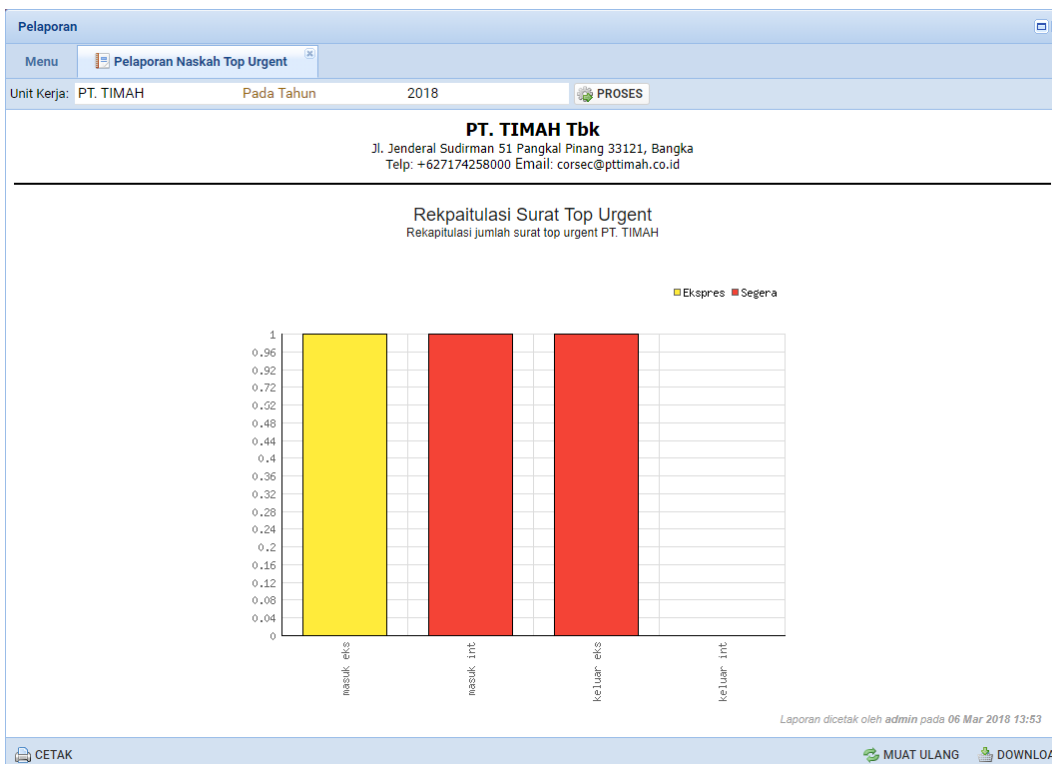 Pelaporan
Menu
Pelaporan Naskah Top Urgent
Unit Kerja: PT. TIMAH Pada Tahun 2018 PROSES
PT. TIMAH Tbk
Jl. Jenderal Sudirman 51 Pangkal Pinang 33121, Bangka
Telp: +627174258000 Email: corsec@pttimah.co.id
Rekpaitulasi Surat Top Urgent
Rekapitulasi jumlah surat top urgent PT. TIMAH
Ekspres Segera
1
0.96
0.92
0.72
0.52
0.48
0.44
0.4
0.36
0.32
0.28
0.24
0.2
0.16
0.12
0.08
0.04
0
masuk eks
masuk int
keluar eks
keluar int
Laporan dicetak oleh admin pada 06 Mar 2018 13:53
CETAK MUAT ULANG DOWNLOA